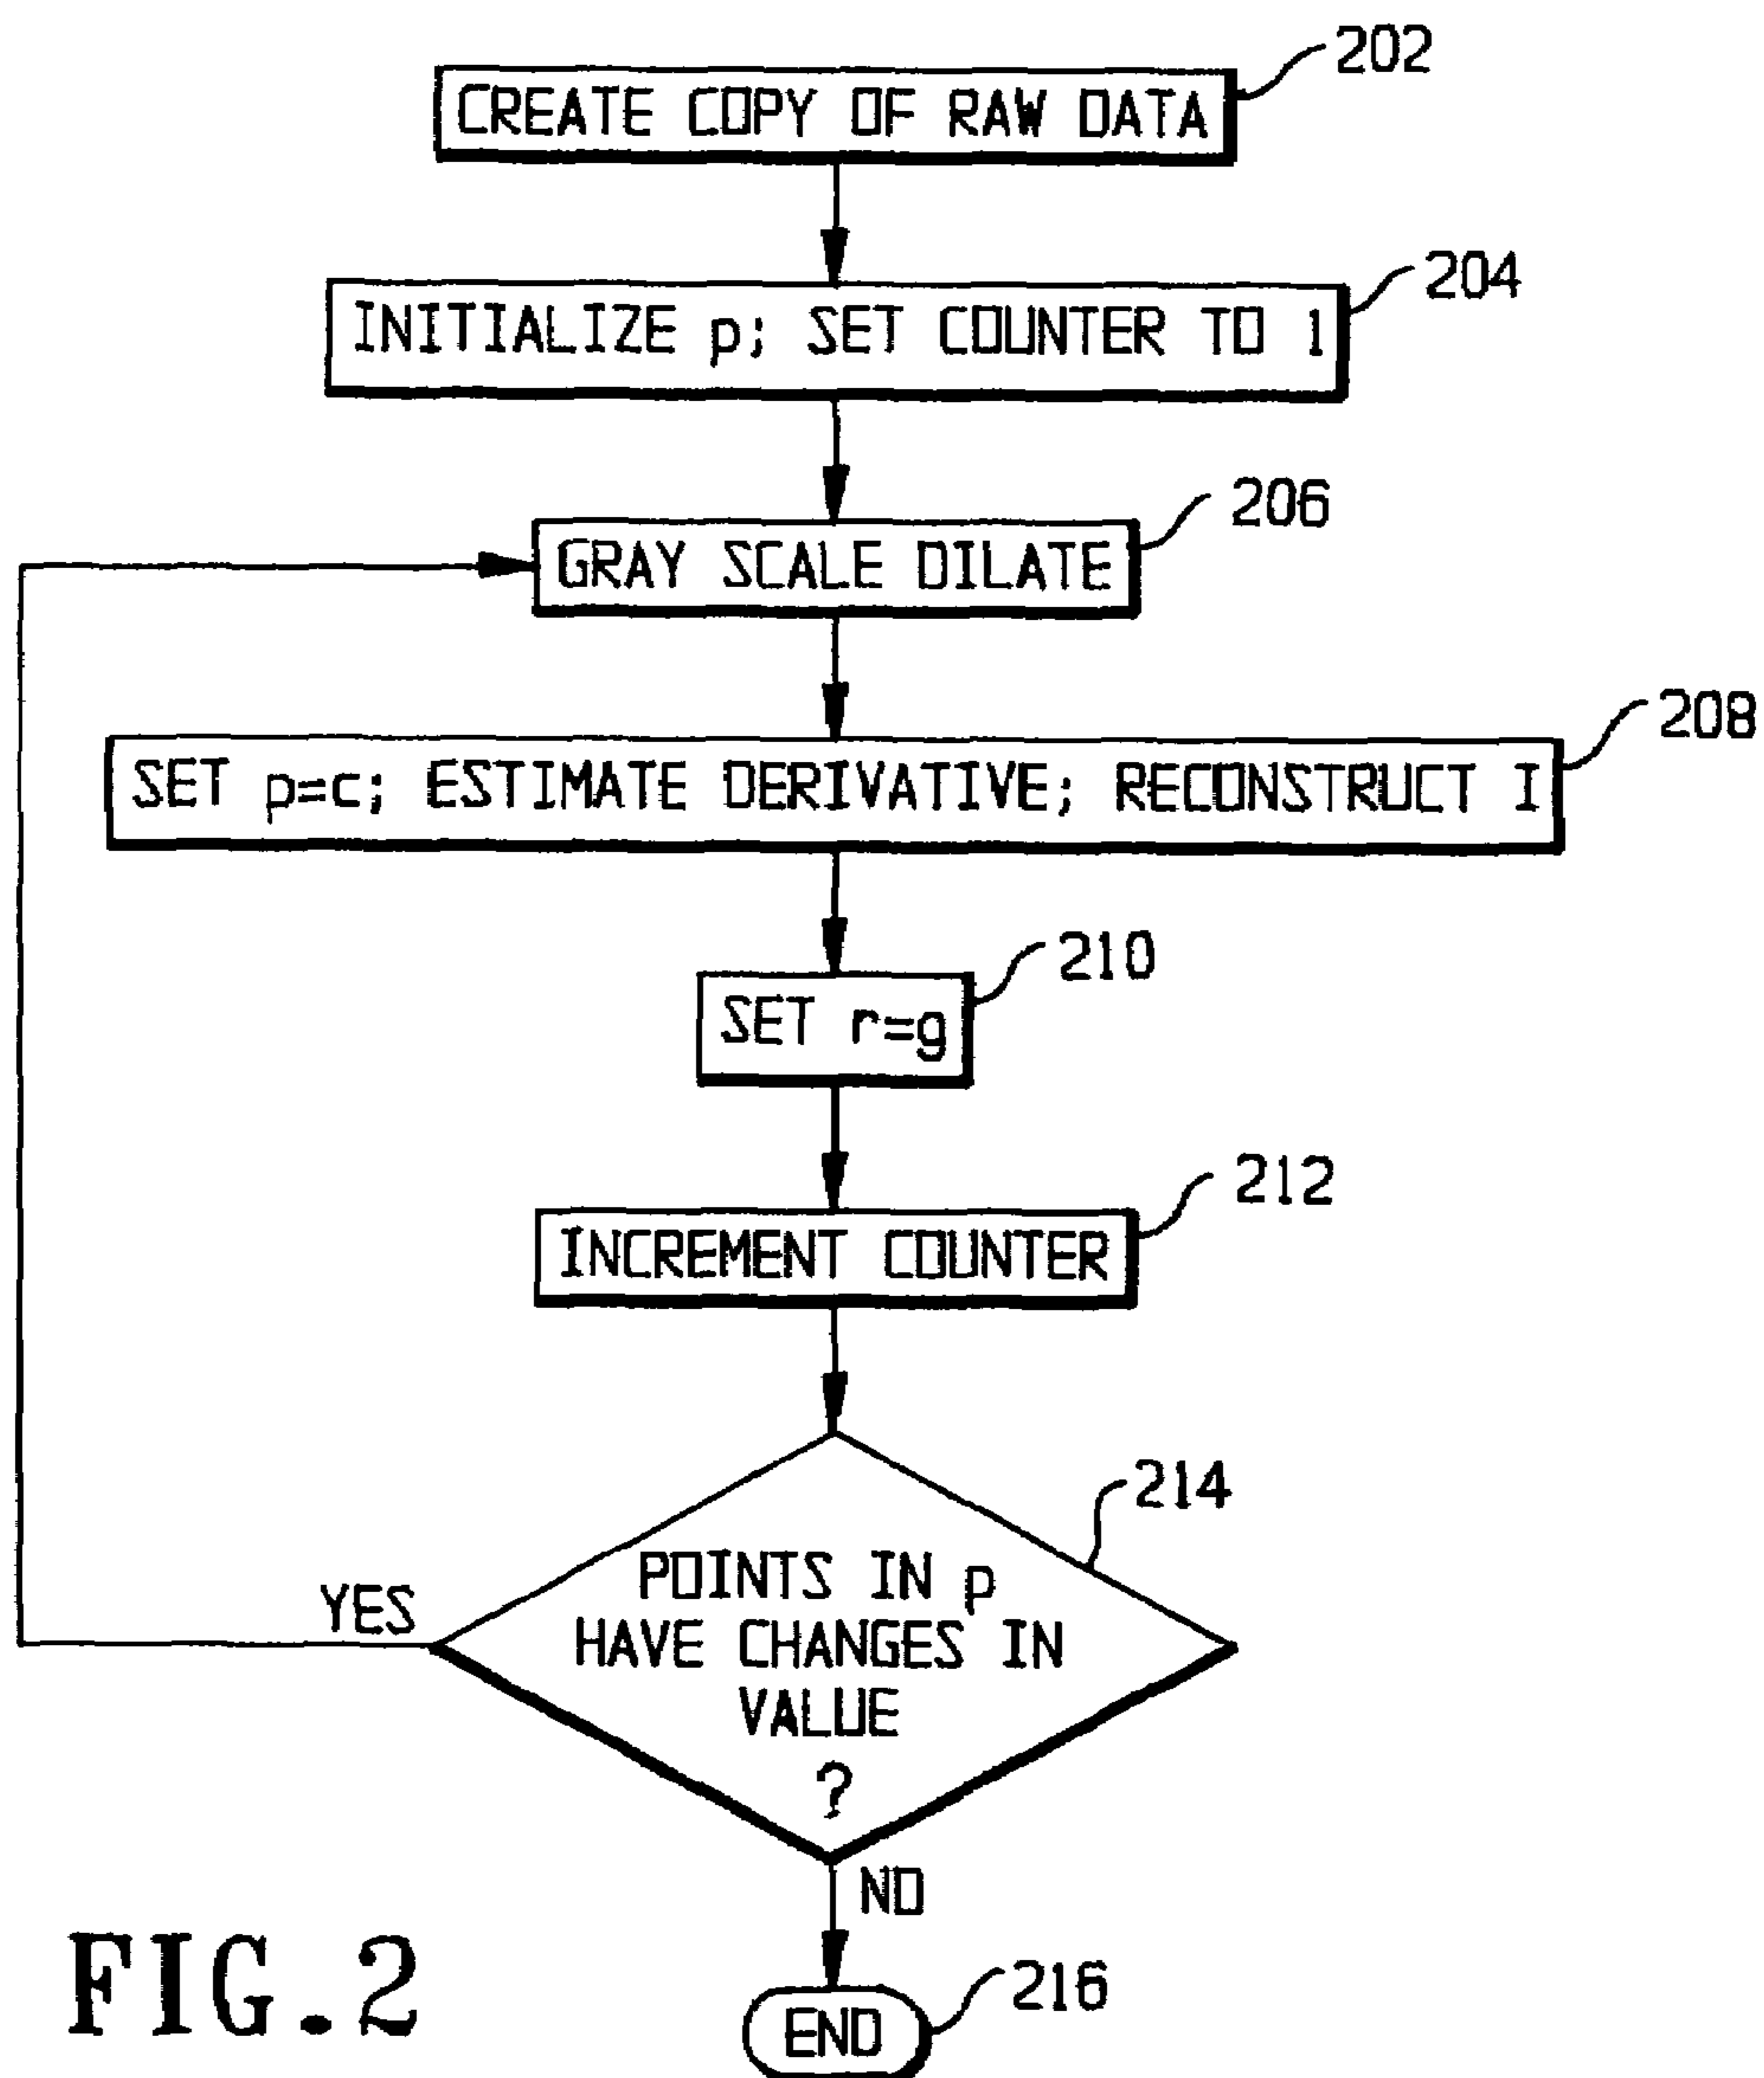 202
CREATE COPY OF RAW DATA
204
INITIALIZE p; SET COUNTER TO 1
206
GRAY SCALE DILATE
208
SET p=c; ESTIMATE DERIVATIVE; RECONSTRUCT I
210
SET r=g
212
INCREMENT COUNTER
214
POINTS IN p
HAVE CHANGES IN
VALUE
?
YES
NO
216
END
FIG.2